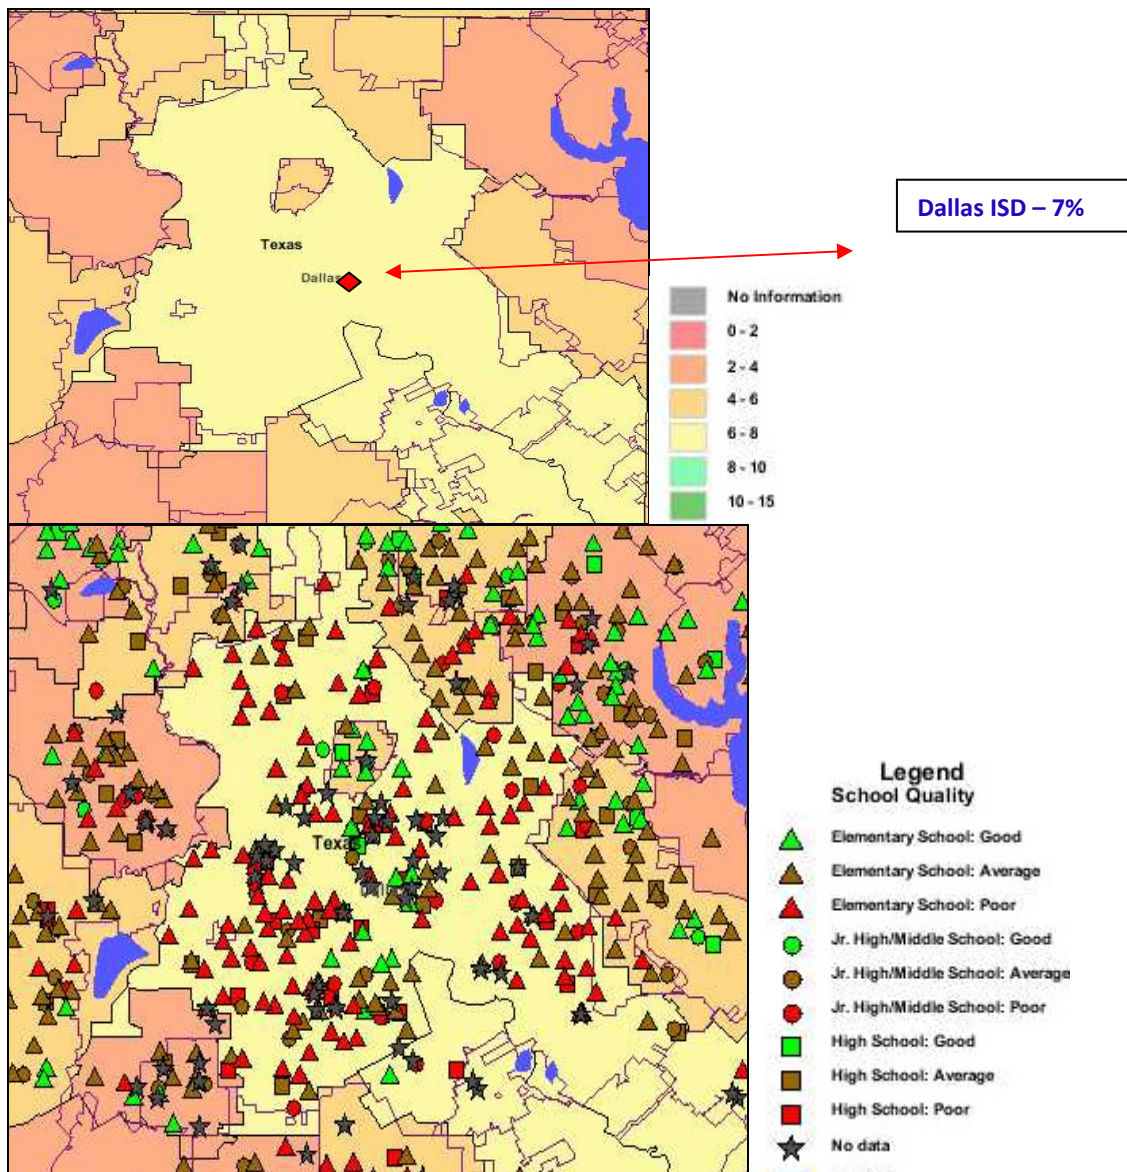 Texas
Dallas
Dallas ISD – 7%
No Information
0 - 2
2 - 4
4 - 6
6 - 8
8 - 10
10 - 15
Texas
Legend
School Quality
Elementary School: Good
Elementary School: Average
Elementary School: Poor
Jr. High/Middle School: Good
Jr. High/Middle School: Average
Jr. High/Middle School: Poor
High School: Good
High School: Average
High School: Poor
No data